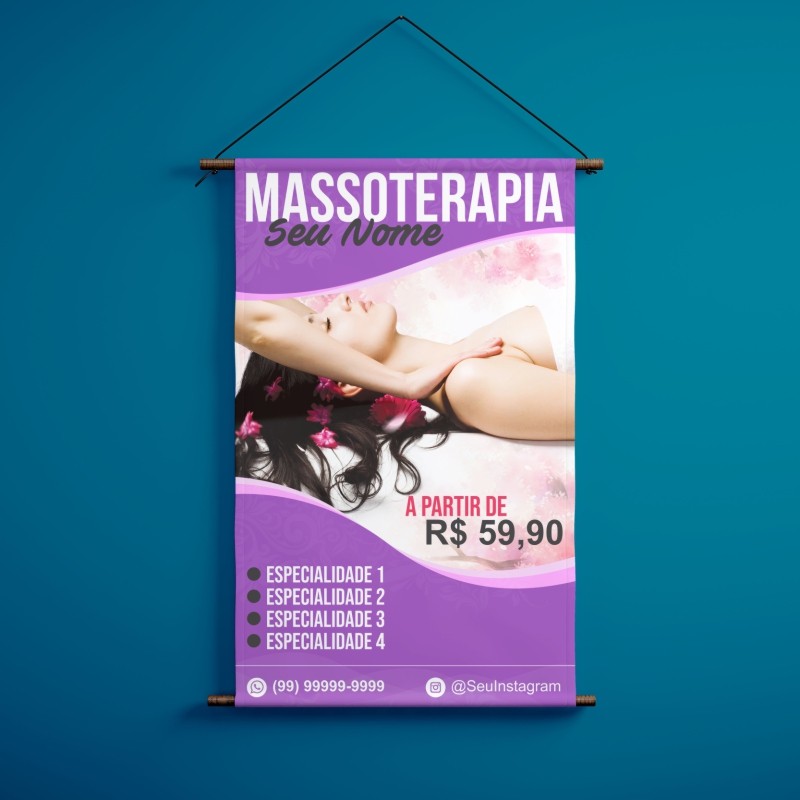 MASSOTERAPIA
Seu Nome
A PARTIR DE
R$ 59,90
ESPECIALIDADE 1
ESPECIALIDADE 2
ESPECIALIDADE 3
ESPECIALIDADE 4
(99) 99999-9999
@SeuInstagram